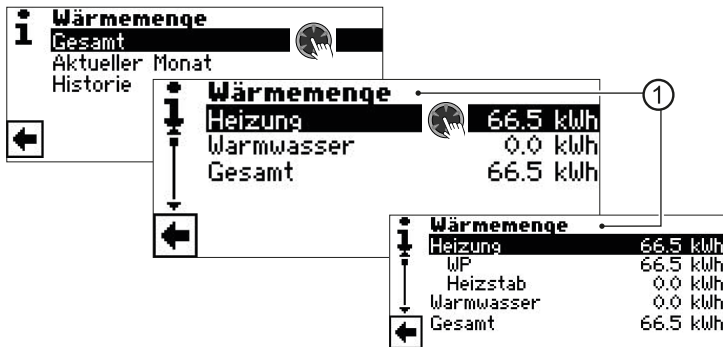 Wärmemenge
Gesamt
Aktueller Monat
Historie
Wärmemenge
Heizung 66.5 kWh
Warmwasser 0.0 kWh
Gesamt 66.5 kWh
1
Wärmemenge
Heizung 66.5 kWh
WP 66.5 kWh
Heizstab 0.0 kWh
Warmwasser 0.0 kWh
Gesamt 66.5 kWh